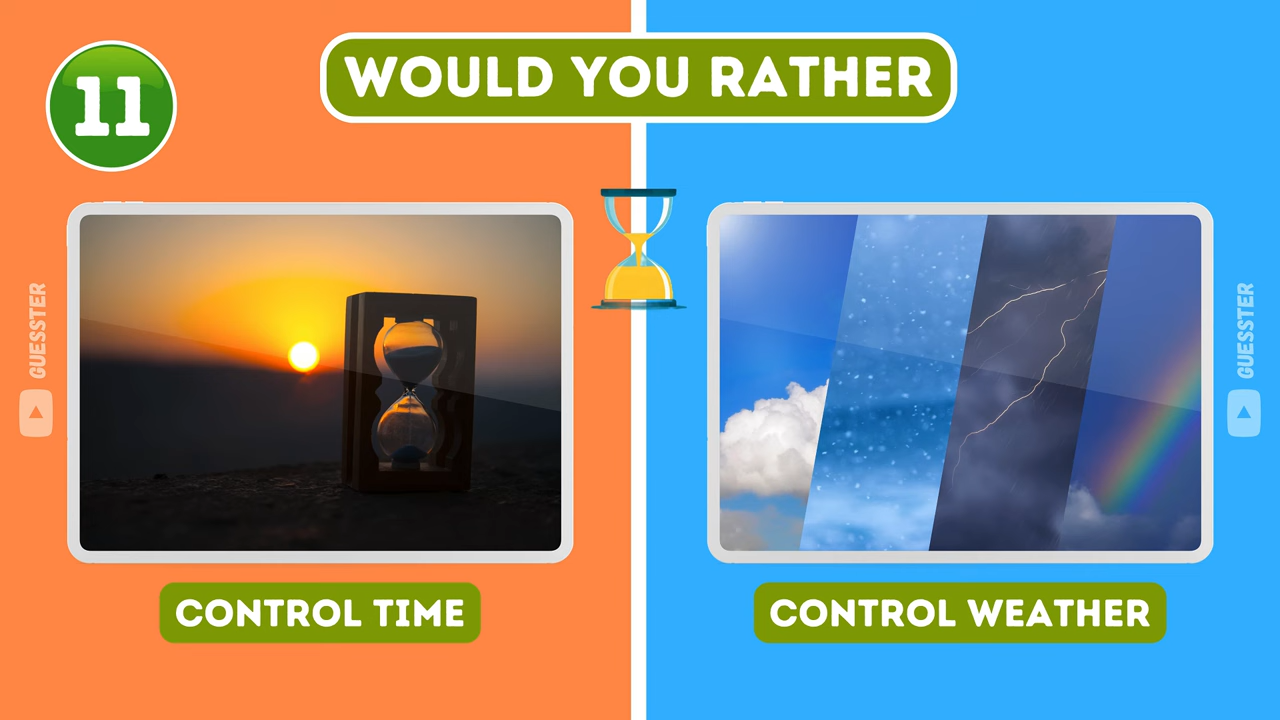 11
WOULD YOU RATHER
GUESSTER
GUESSTER
CONTROL TIME
CONTROL WEATHER